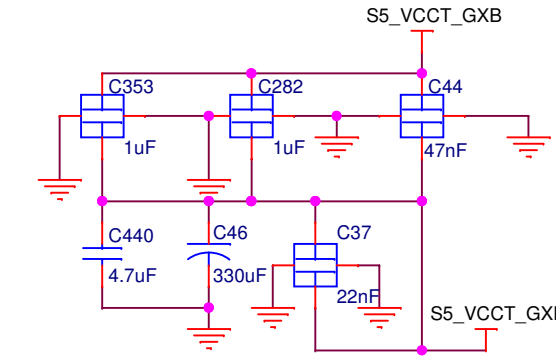 S5_VCCT_GXB
C353
C282
C44
1uF
1uF
47nF
C440
C46
C37
4.7uF
330uF
22nF
S5_VCCT_GX